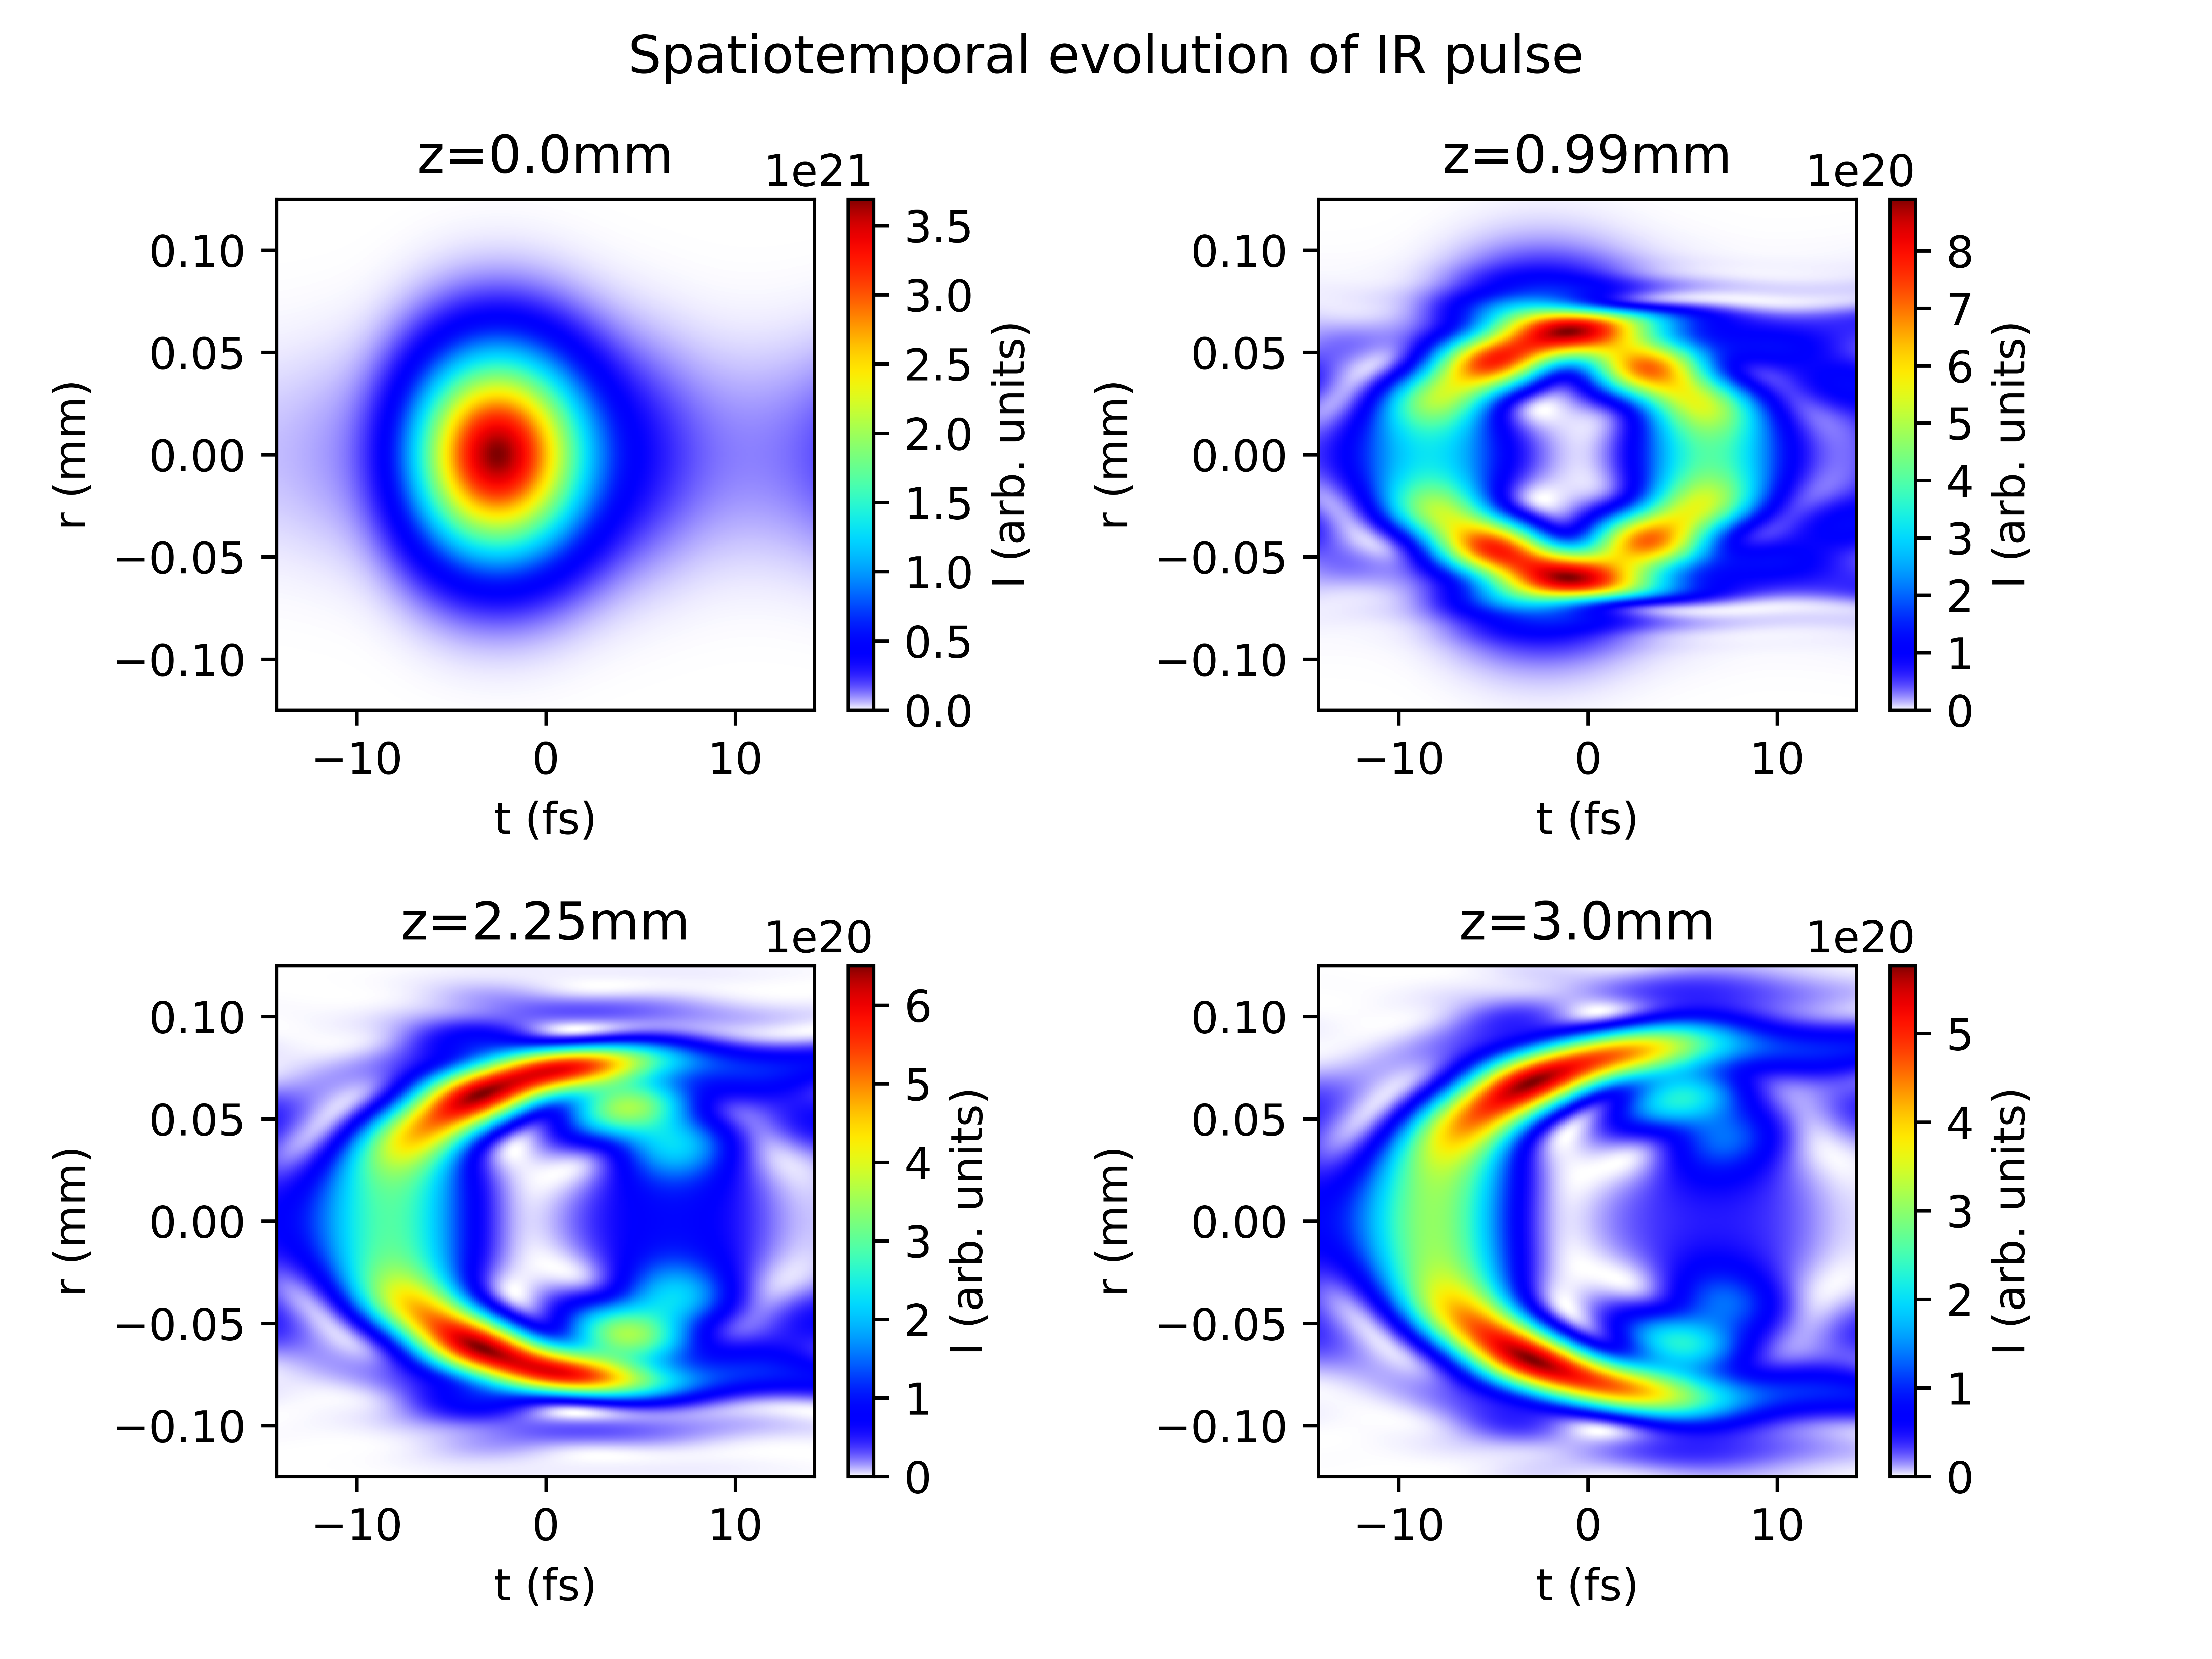 Spatiotemporal evolution of IR pulse
z=0.0mm
1e21
0.10
0.05
0.00
−0.05
−0.10
r (mm)
−10 0 10
t (fs)
3.5
3.0
2.5
2.0
1.5
1.0
0.5
0.0
I (arb. units)
z=0.99mm
1e20
0.10
0.05
0.00
−0.05
−0.10
r (mm)
−10 0 10
t (fs)
8
7
6
5
4
3
2
1
0
I (arb. units)
z=2.25mm
1e20
0.10
0.05
0.00
−0.05
−0.10
r (mm)
−10 0 10
t (fs)
6
5
4
3
2
1
0
I (arb. units)
z=3.0mm
1e20
0.10
0.05
0.00
−0.05
−0.10
r (mm)
−10 0 10
t (fs)
5
4
3
2
1
0
I (arb. units)